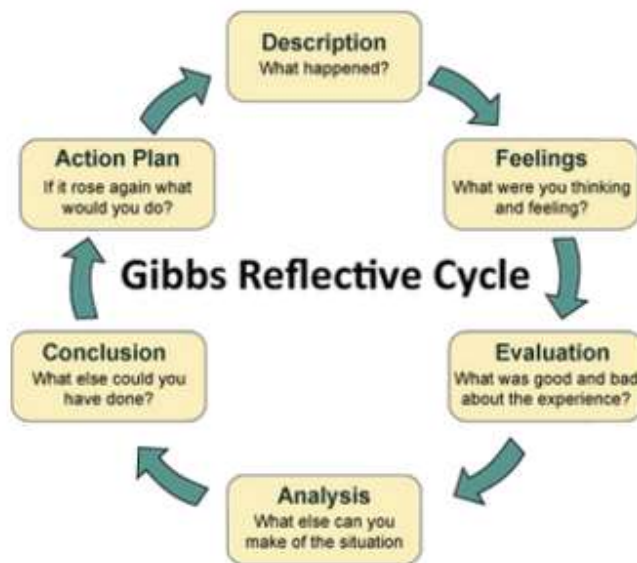 Description
What happened?
Feelings
What were you thinking
and feeling?
Evaluation
What was good and bad
about the experience?
Analysis
What else can you
make of the situation
Conclusion
What else could you
have done?
Action Plan
If it rose again what
would you do?
Gibbs Reflective Cycle